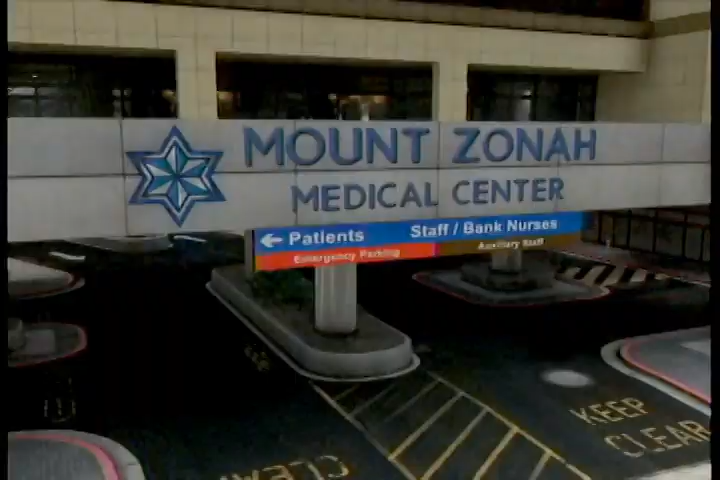 MOUNT ZONAH
MEDICAL CENTER
← Patients Staff / Bank Nurses
Emergency Parking Auxiliary Staff
KEEP
CLEAR